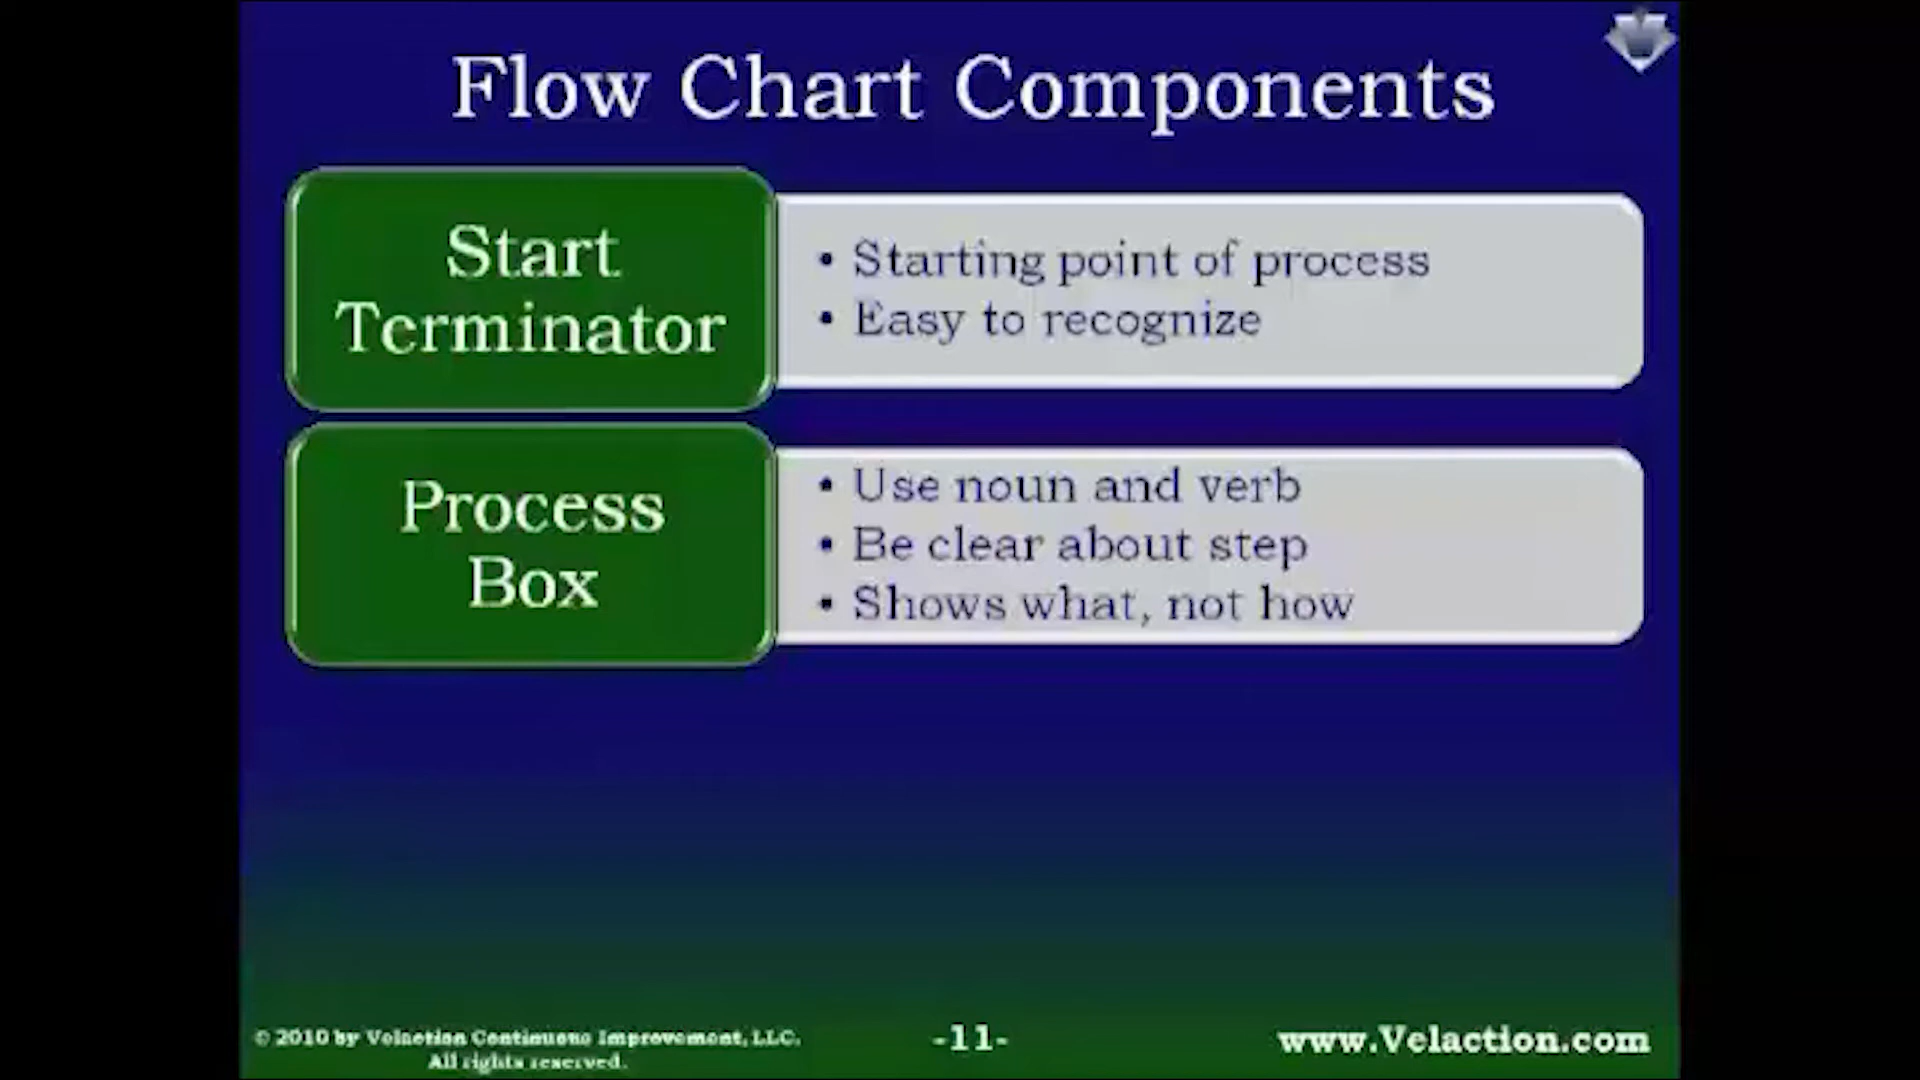 Flow Chart Components
Start
Terminator
• Starting point of process
• Easy to recognize
Process
Box
• Use noun and verb
• Be clear about step
• Shows what, not how
© 2010 by Velaction Continuous Improvement, LLC.
All rights reserved.
-11-
www.Velaction.com